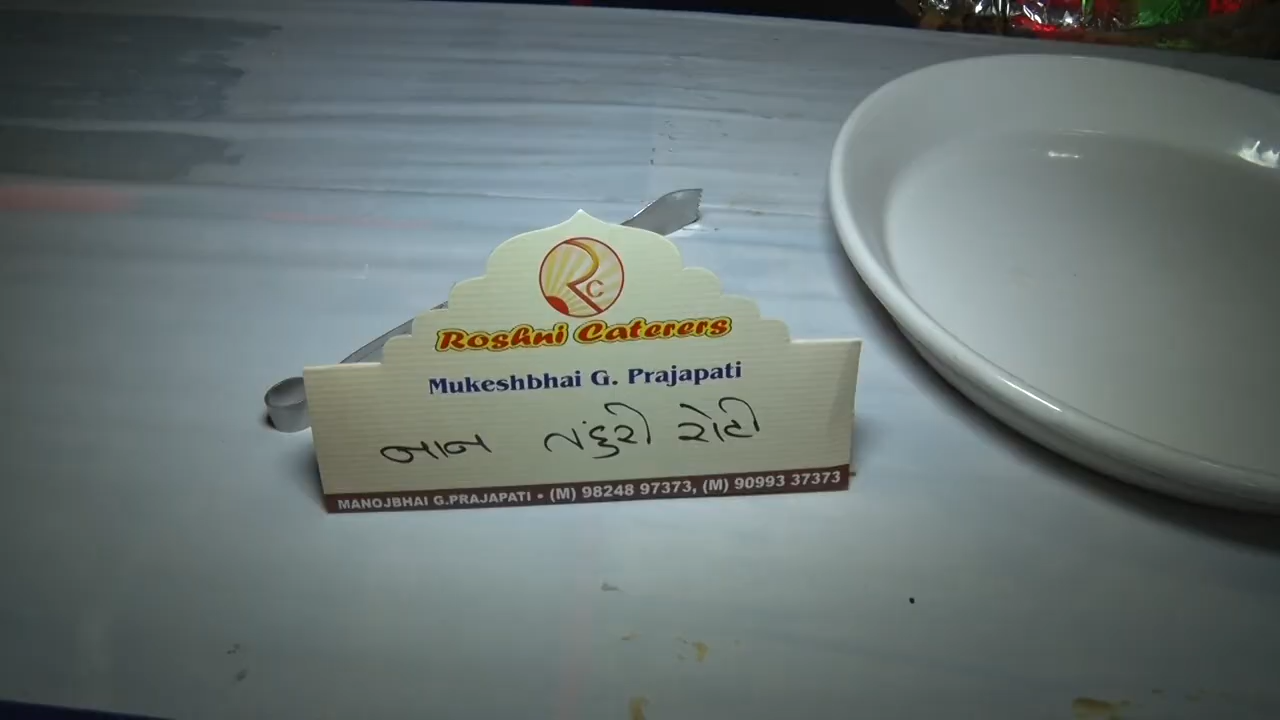 RC
Roshni Caterers
Mukeshbhai G. Prajapati
નાન તંદુરી રોટી
MANOJBHAI G.PRAJAPATI • (M) 98248 97373, (M) 90993 37373